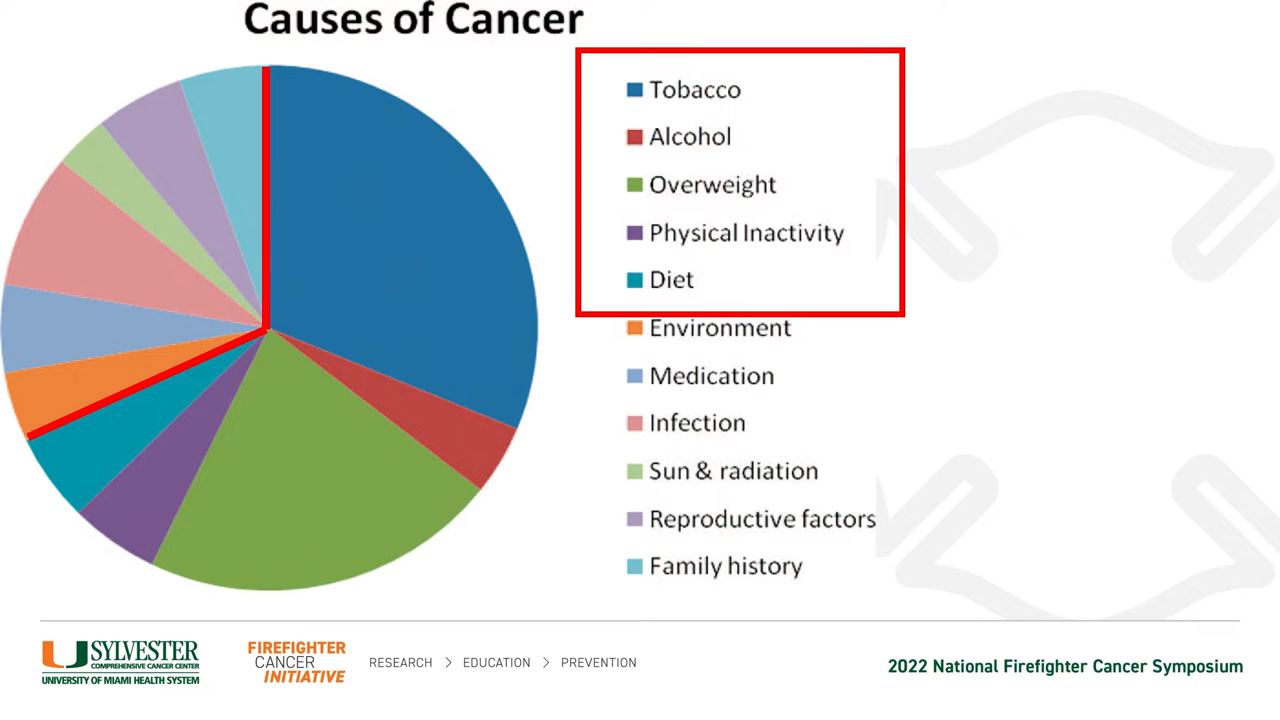 Causes of Cancer
Tobacco
Alcohol
Overweight
Physical Inactivity
Diet
Environment
Medication
Infection
Sun & radiation
Reproductive factors
Family history
SYLVESTER
COMPREHENSIVE CANCER CENTER
UNIVERSITY OF MIAMI HEALTH SYSTEM
FIREFIGHTER
CANCER
INITIATIVE
RESEARCH > EDUCATION > PREVENTION
2022 National Firefighter Cancer Symposium